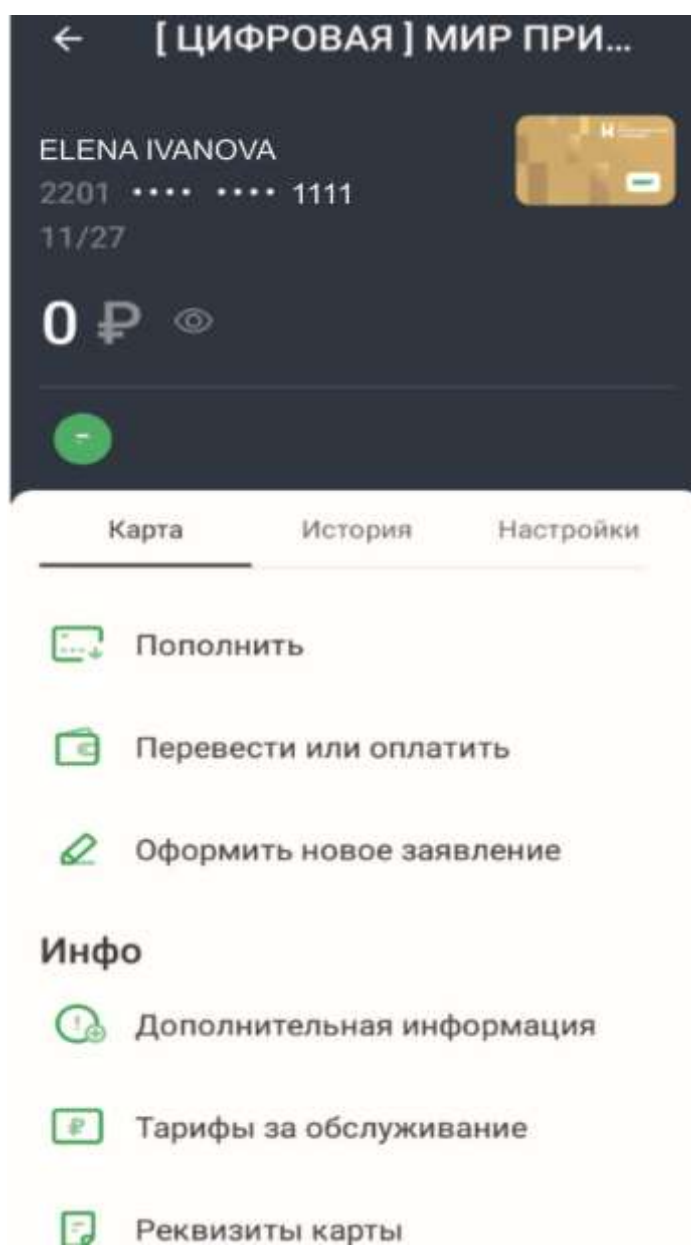 [ ЦИФРОВАЯ ] МИР ПРИ...
ELENA IVANOVA
2201 •••• •••• 1111
11/27
0 ₽
Карта История Настройки
Пополнить
Перевести или оплатить
Оформить новое заявление
Инфо
Дополнительная информация
Тарифы за обслуживание
Реквизиты карты